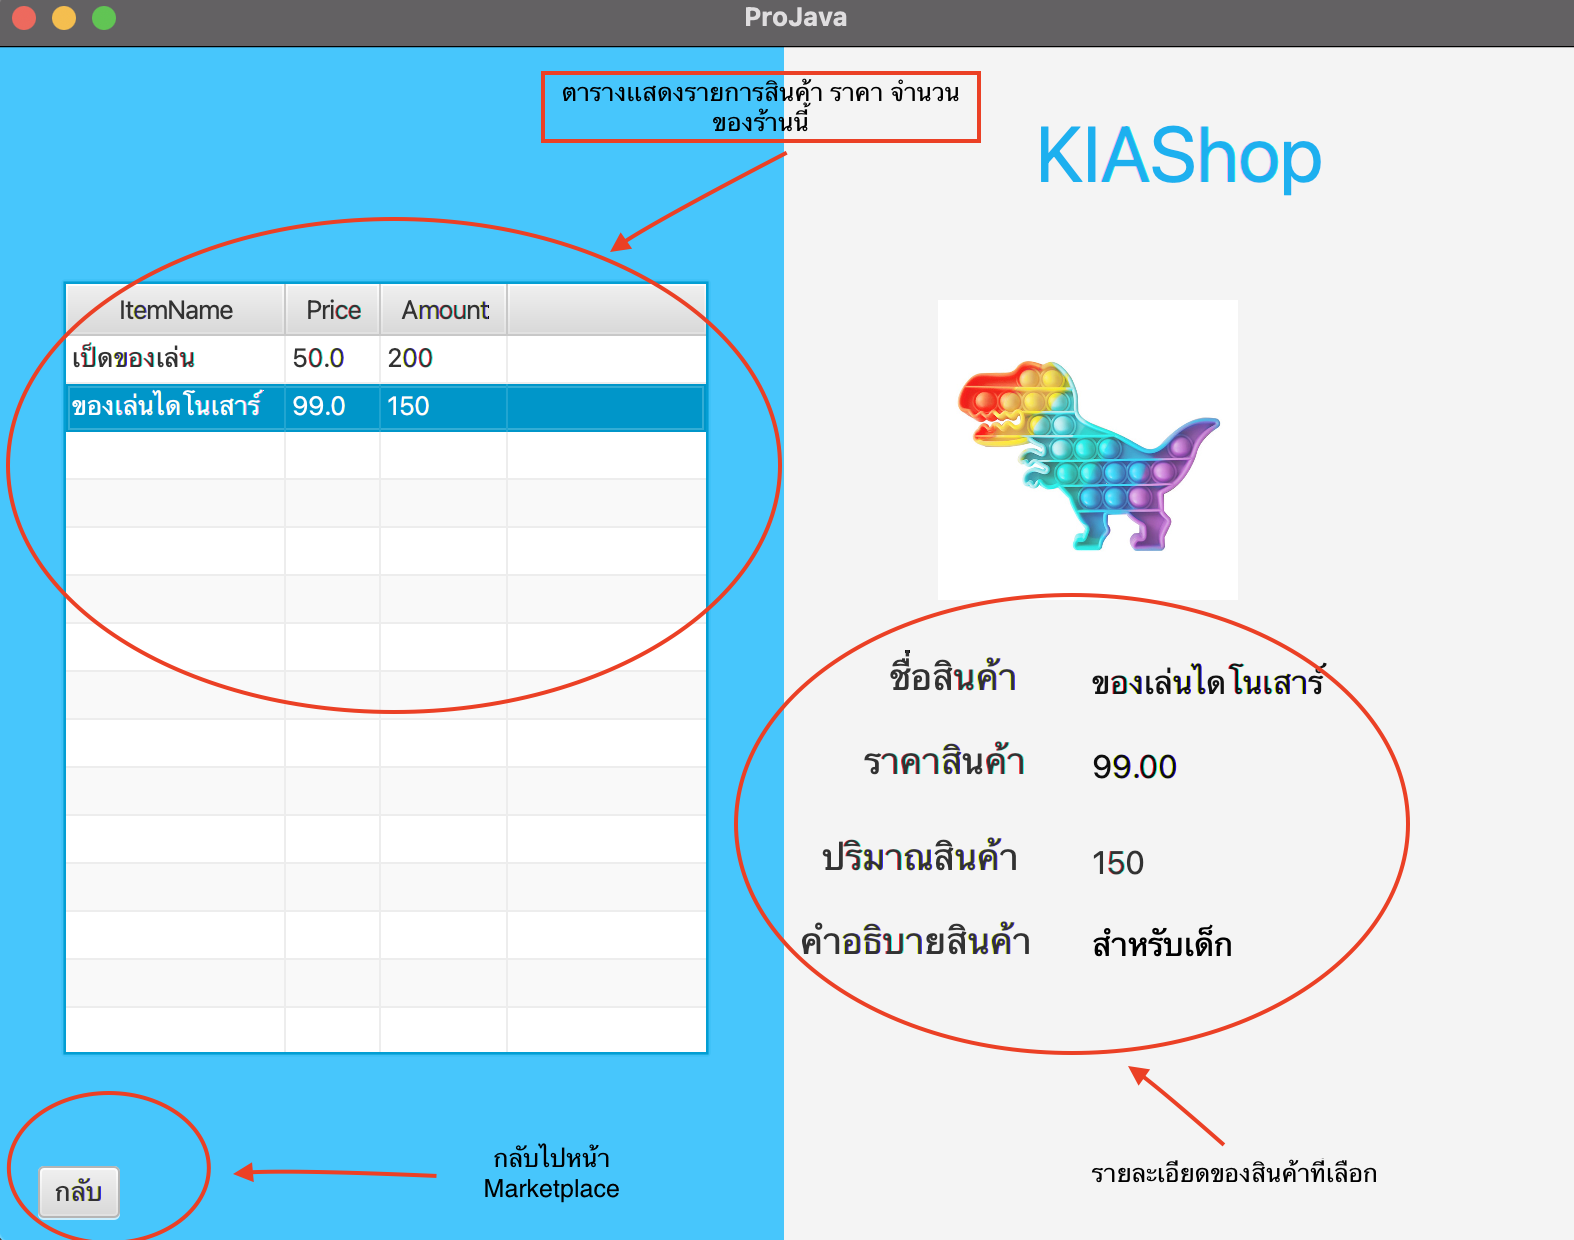 ProJava
ตารางแสดงรายการสินค้า ราคา จำนวน
ของร้านนี้
KIAShop
ItemName Price Amount
เป็ดของเล่น 50.0 200
ของเล่นไดโนเสาร์ 99.0 150
ชื่อสินค้า ของเล่นไดโนเสาร์
ราคาสินค้า 99.00
ปริมาณสินค้า 150
คำอธิบายสินค้า สำหรับเด็ก
กลับ
กลับไปหน้า
Marketplace
รายละเอียดของสินค้าที่เลือก